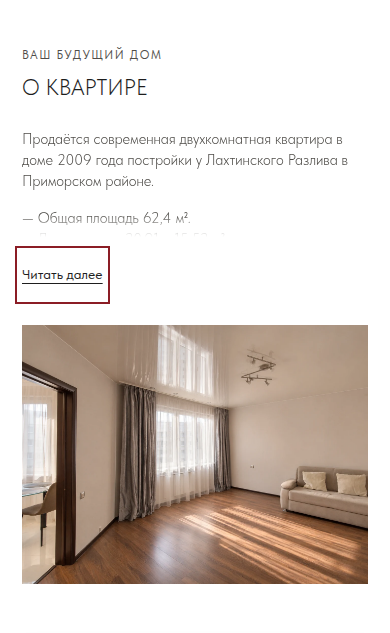 ВАШ БУДУЩИЙ ДОМ
О КВАРТИРЕ
Продаётся современная двухкомнатная квартира в
доме 2009 года постройки у Лахтинского Разлива в
Приморском районе.
— Общая площадь 62,4 м².
Читать далее